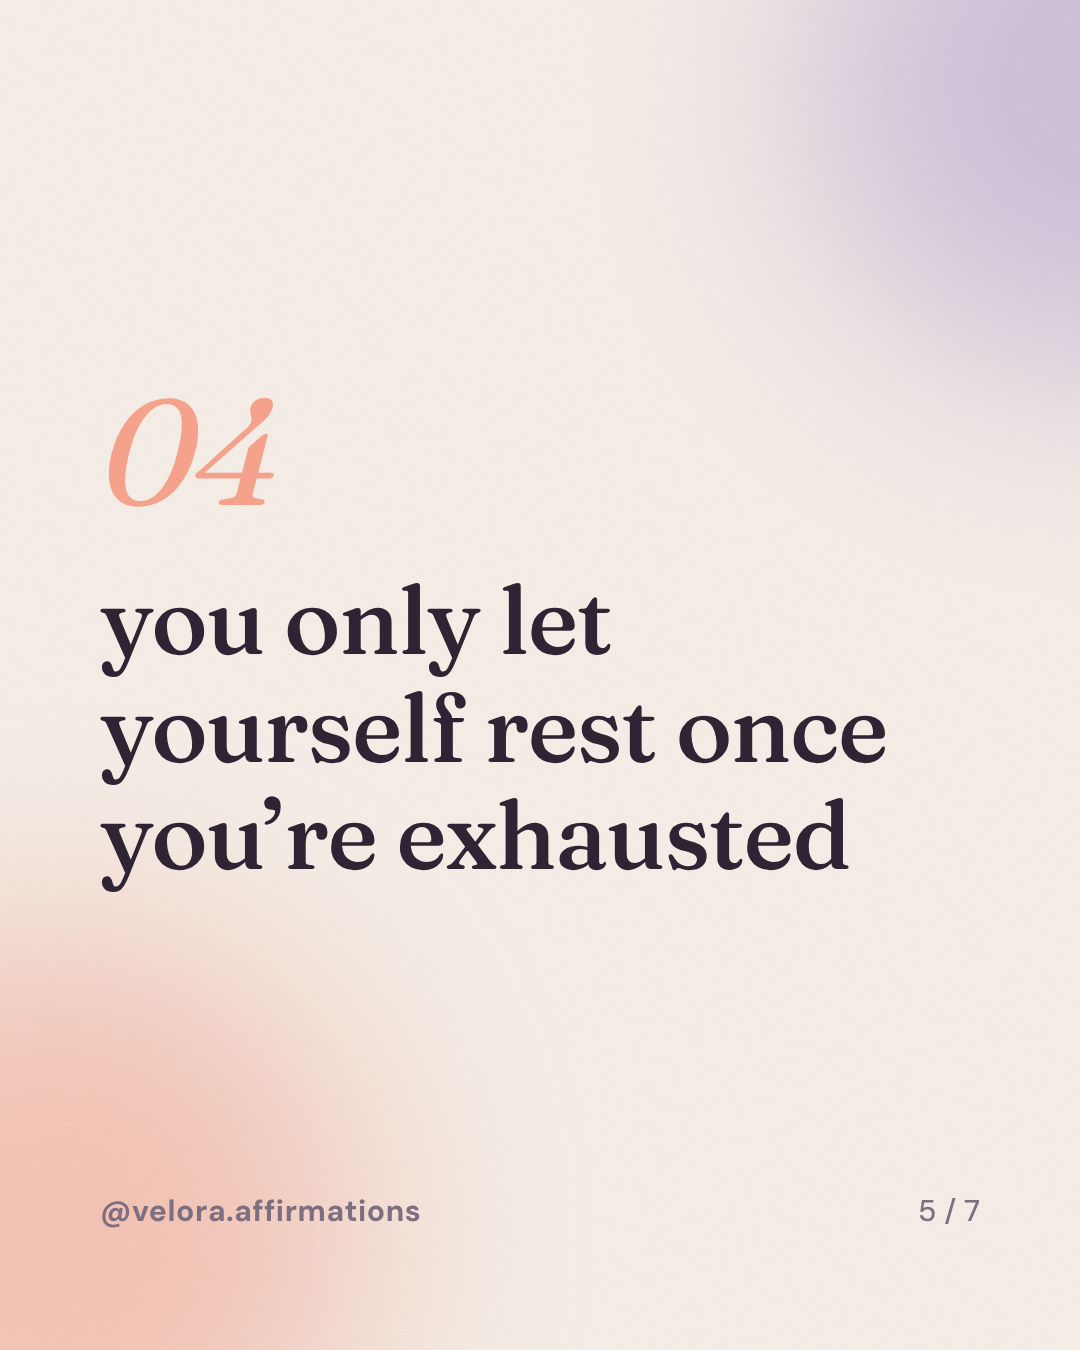 04
you only let
yourself rest once
you’re exhausted
@velora.affirmations
5 / 7